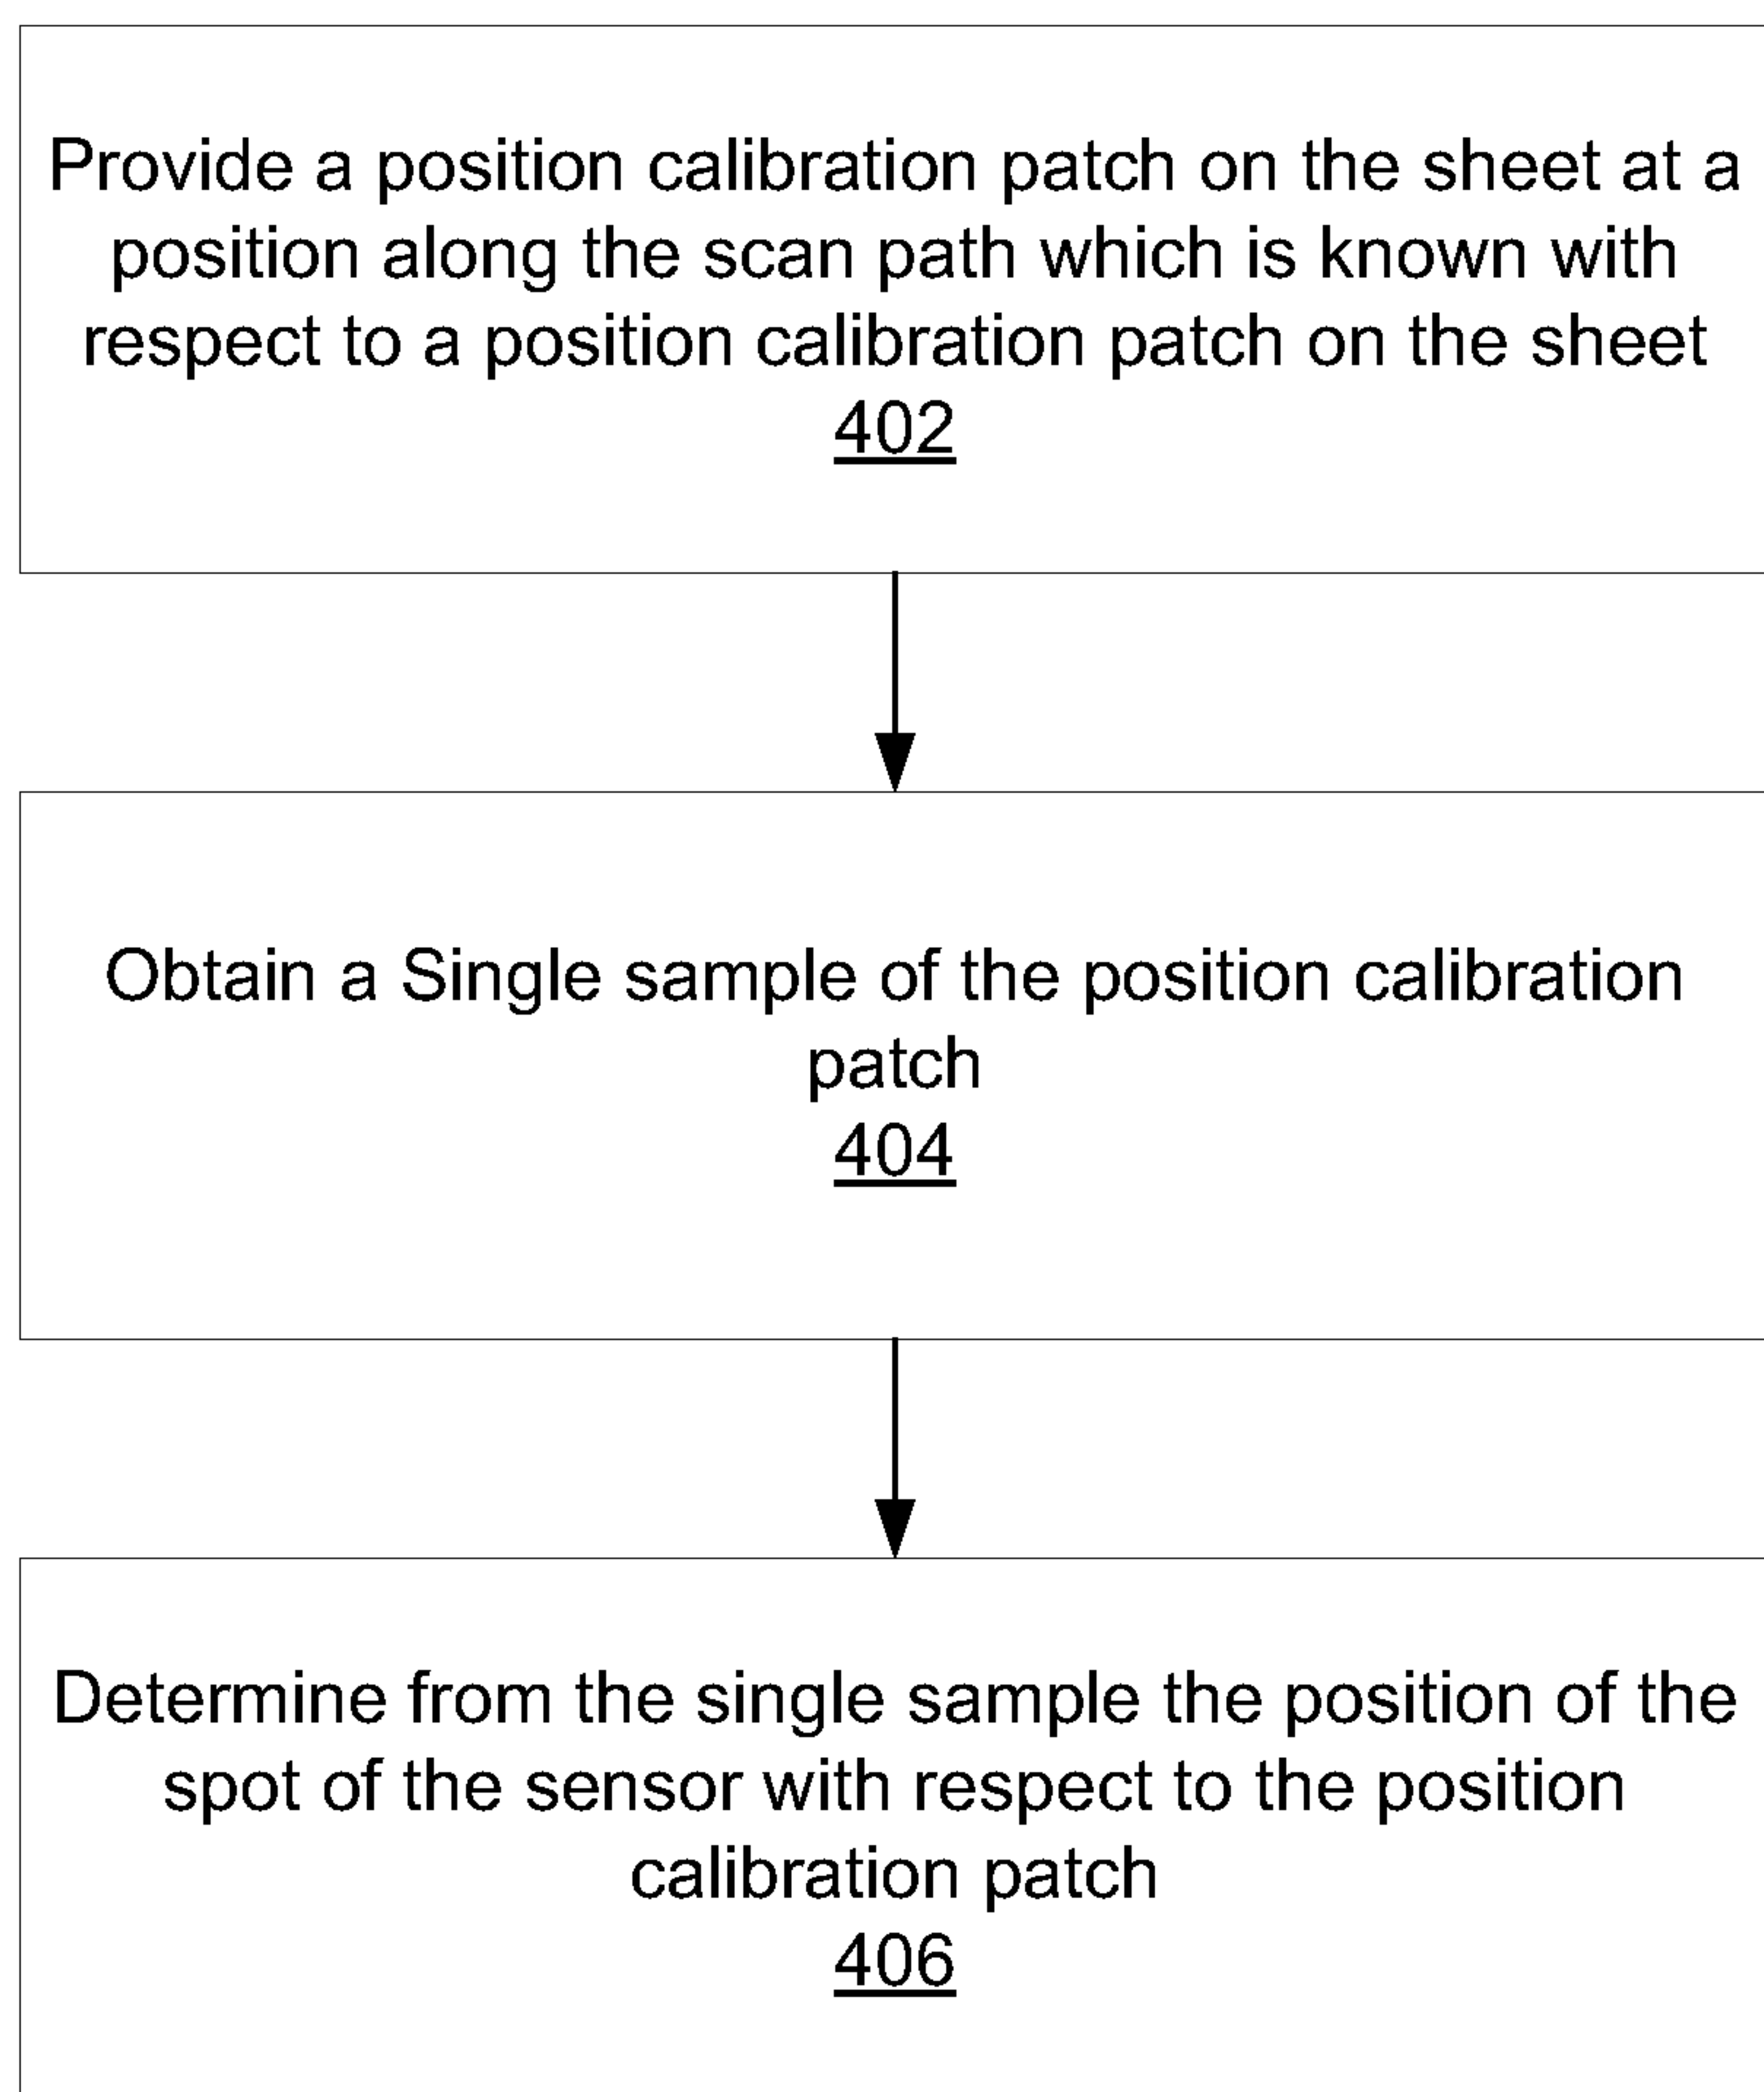 Provide a position calibration patch on the sheet at a
position along the scan path which is known with
respect to a position calibration patch on the sheet
402
Obtain a Single sample of the position calibration
patch
404
Determine from the single sample the position of the
spot of the sensor with respect to the position
calibration patch
406